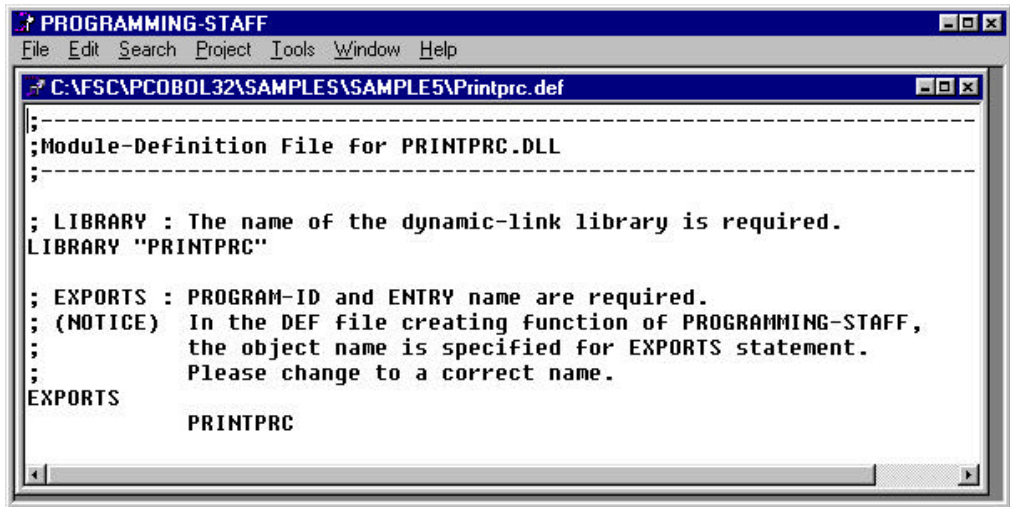 PROGRAMMING-STAFF
File Edit Search Project Tools Window Help
C:\FSC\PCOBOL32\SAMPLES\SAMPLE5\Printprc.def
;----------------------------------------------------------------------
;Module-Definition File for PRINTPRC.DLL
;----------------------------------------------------------------------
; LIBRARY : The name of the dynamic-link library is required.
LIBRARY "PRINTPRC"
; EXPORTS : PROGRAM-ID and ENTRY name are required.
; (NOTICE) In the DEF file creating function of PROGRAMMING-STAFF,
; the object name is specified for EXPORTS statement.
; Please change to a correct name.
EXPORTS
PRINTPRC